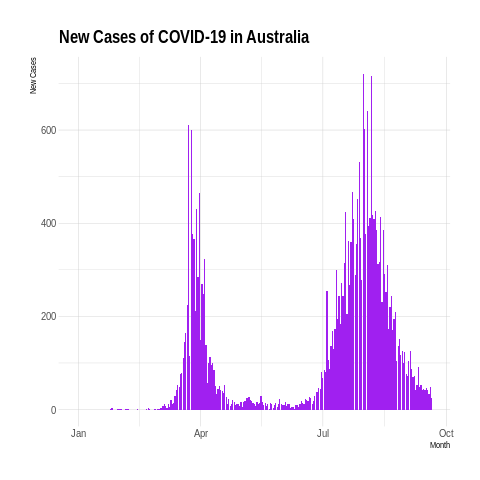 New Cases of COVID-19 in Australia
New Cases
600
400
200
0
Jan
Apr
Jul
Oct
Month